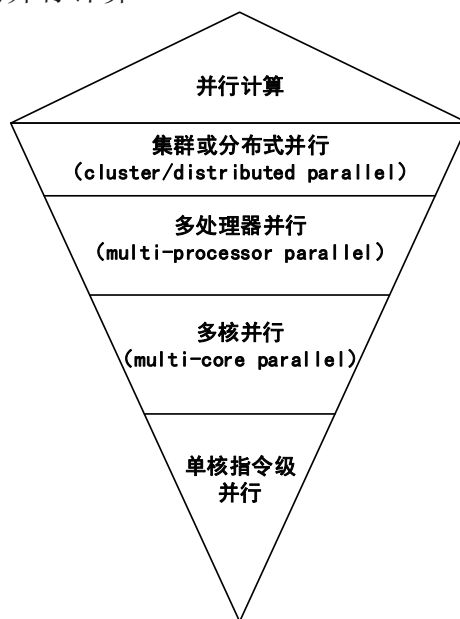 并行计算
集群或分布式并行
（cluster/distributed parallel）
多处理器并行
（multi-processor parallel）
多核并行
（multi-core parallel）
单核指令级
并行